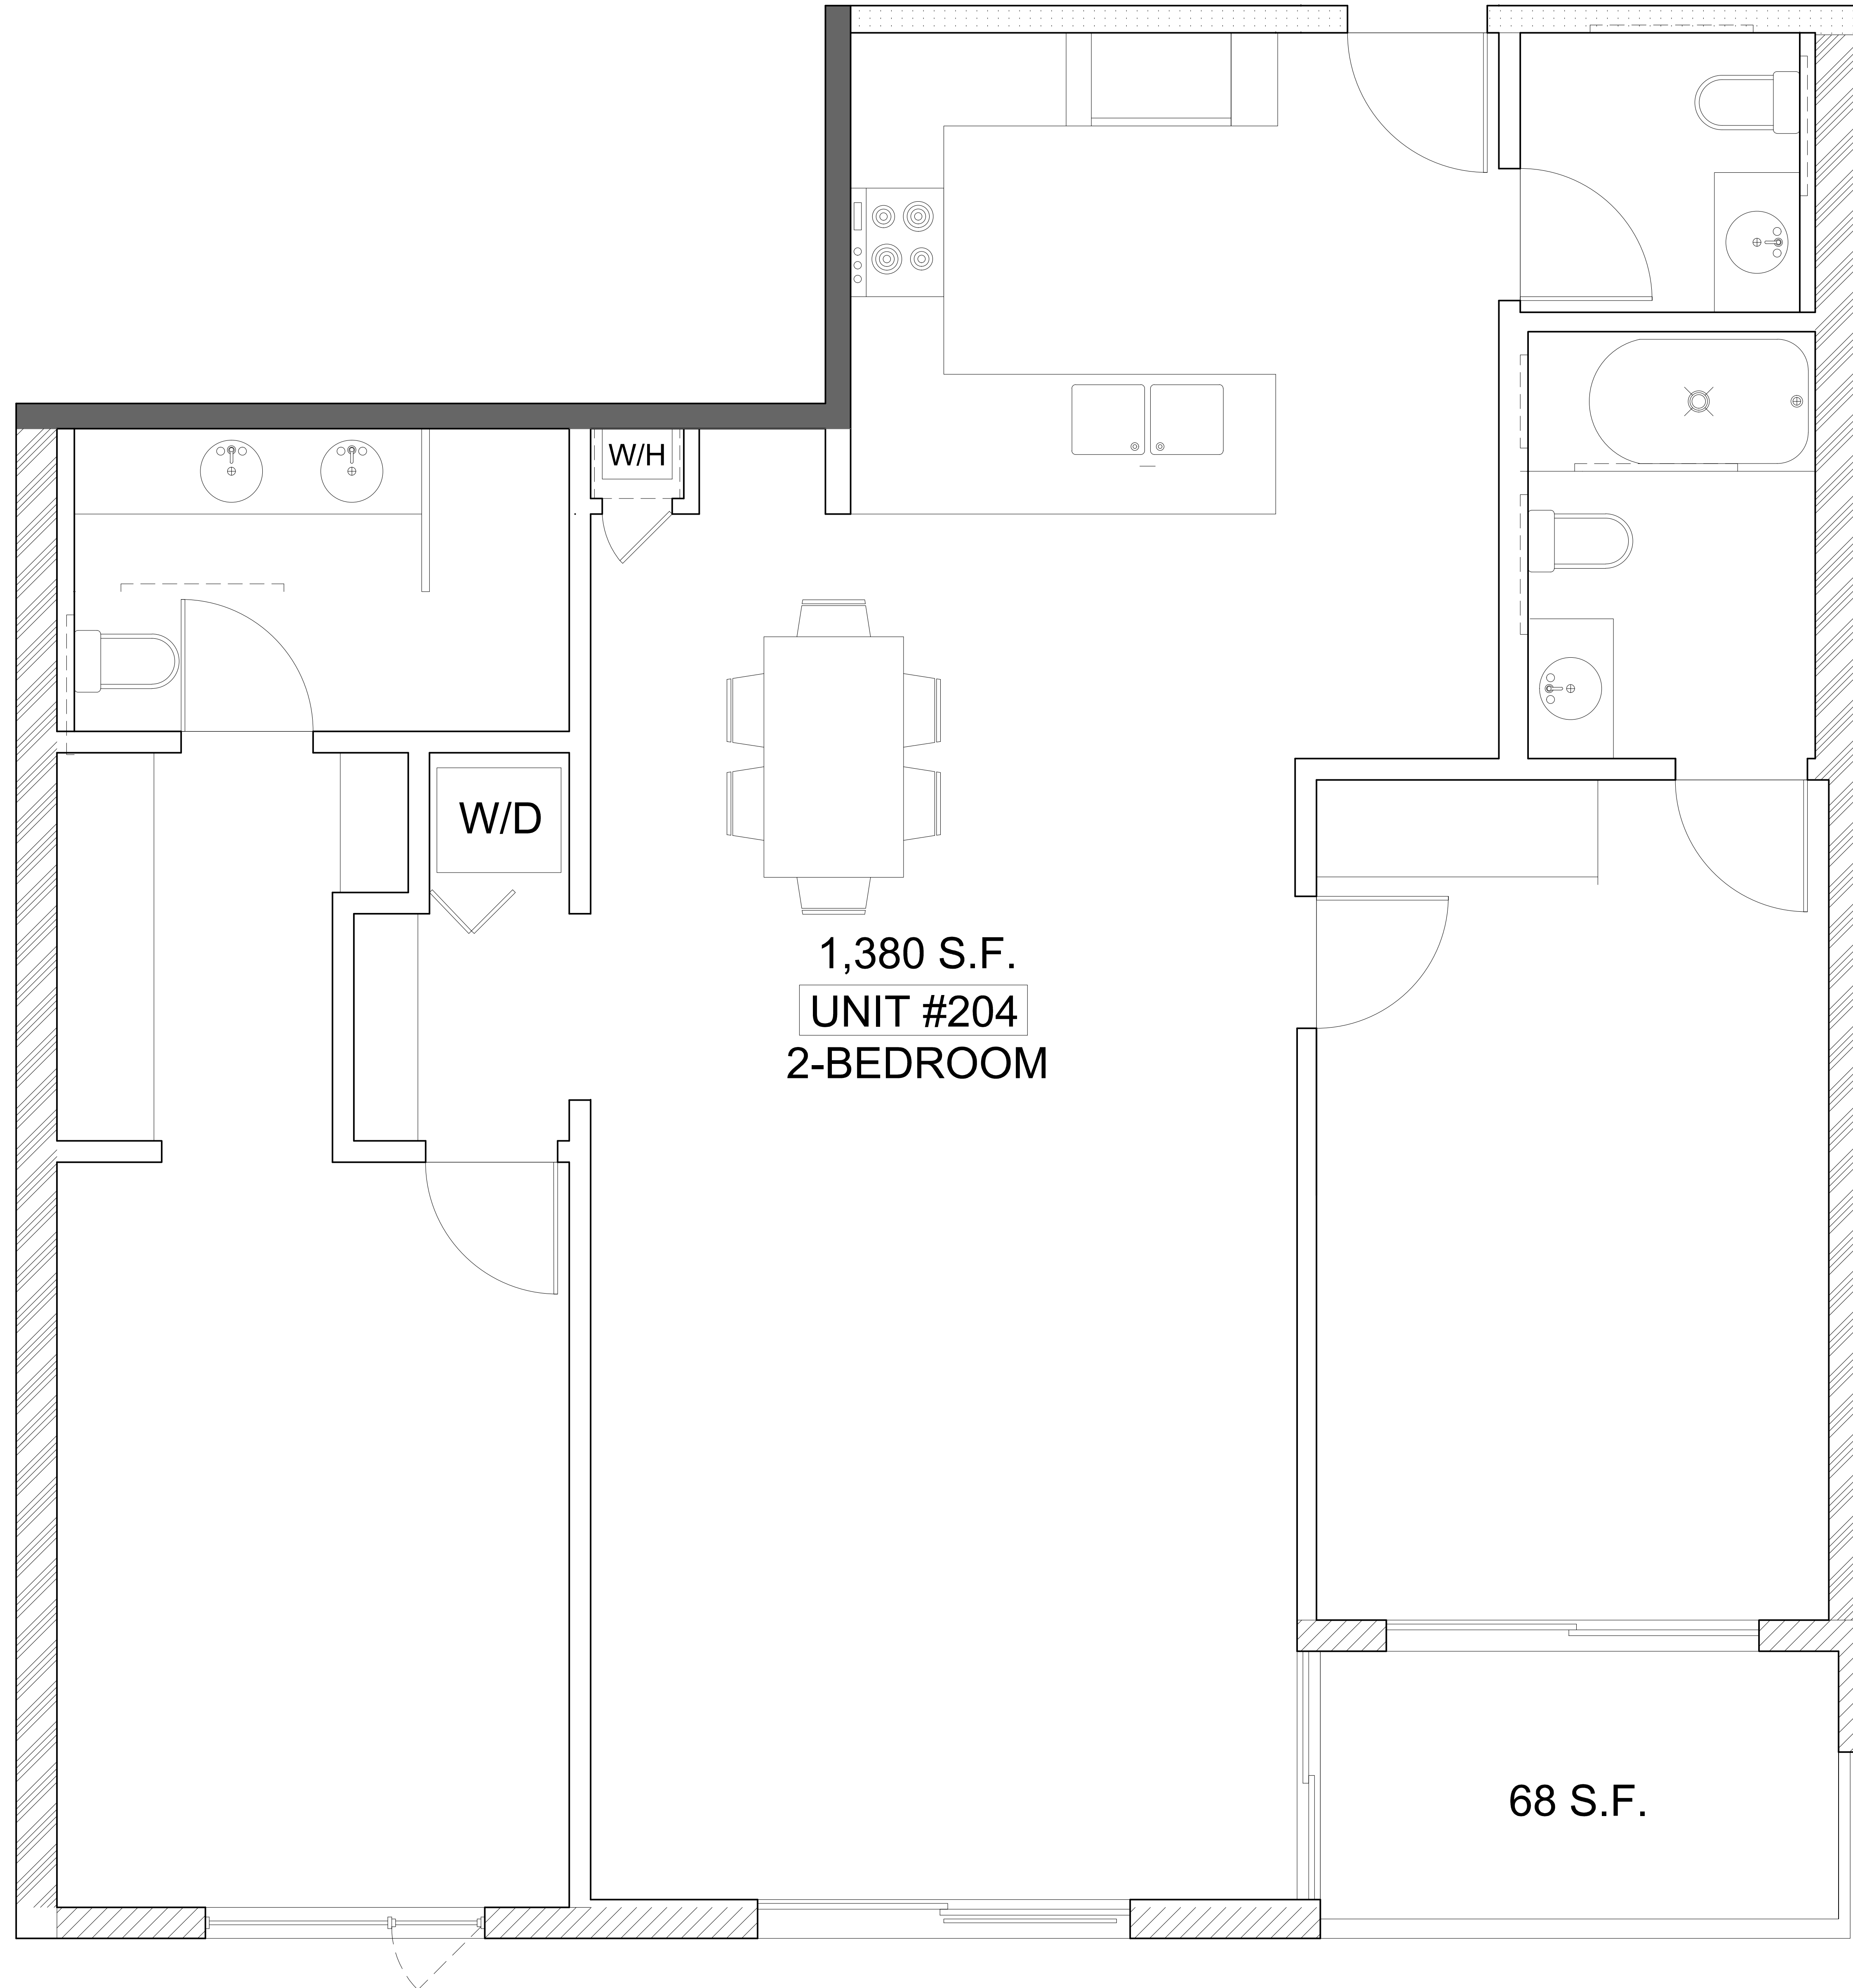 W/H
W/D
1,380 S.F.
UNIT #204
2-BEDROOM
68 S.F.